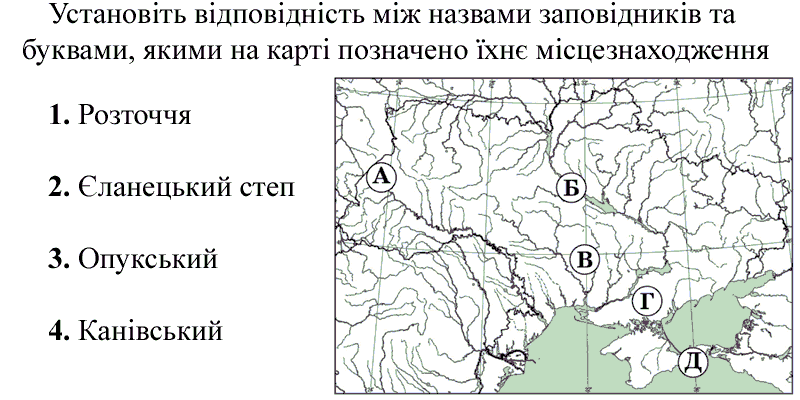 Установіть відповідність між назвами заповідників та
буквами, якими на карті позначено їхнє місцезнаходження
1. Розточчя
2. Єланецький степ
3. Опукський
4. Канівський
А
Б
В
Г
Д